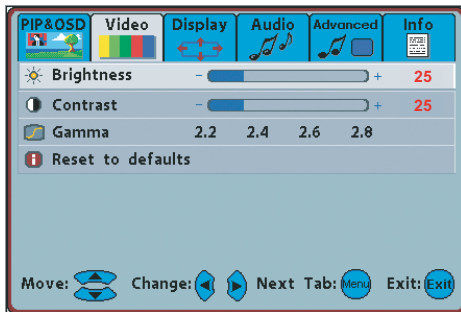 PIP&OSD Video Display Audio Advanced Info
Brightness - + 25
Contrast - + 25
Gamma 2.2 2.4 2.6 2.8
Reset to defaults
Move: Change: Next Tab: Menu Exit: Exit